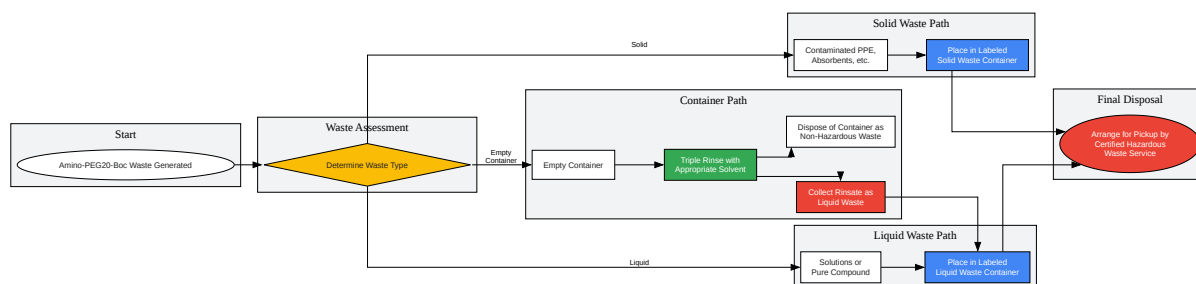 Solid Waste Path
Solid
Contaminated PPE,
Absorbents, etc.
Place in Labeled
Solid Waste Container
Container Path
Final Disposal
Start
Waste Assessment
Dispose of Container as
Non-Hazardous Waste
Arrange for Pickup by
Certified Hazardous
Waste Service
Amino-PEG20-Boc Waste Generated
Determine Waste Type
Empty
Container
Empty Container
Triple Rinse with
Appropriate Solvent
Collect Rinsate as
Liquid Waste
Liquid Waste Path
Liquid
Solutions or
Pure Compound
Place in Labeled
Liquid Waste Container